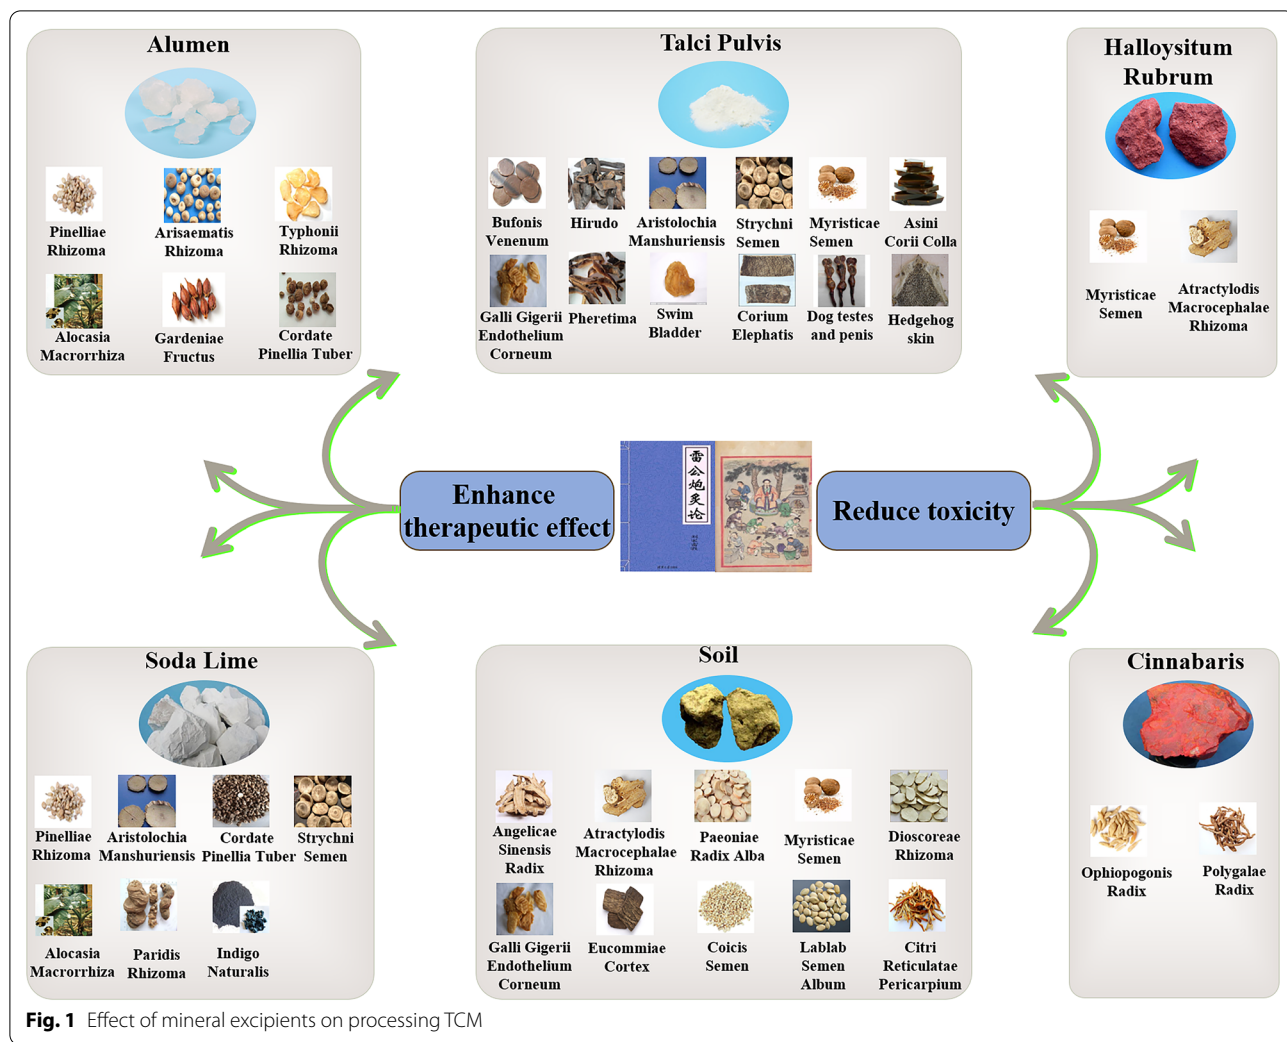 Alumen
Pinelliae
Rhizoma
Arisaematis
Rhizoma
Typhonii
Rhizoma
Alocasia
Macrorrhiza
Gardeniae
Fructus
Cordate
Pinellia Tuber
Talci Pulvis
Bufonis
Venenum
Hirudo
Aristolochia
Manshuriensis
Strychni
Semen
Myristicae
Semen
Asini
Corii Colla
Galli Gigerii
Endothelium
Corneum
Pheretima
Swim
Bladder
Corium
Elephatis
Dog testes
and penis
Hedgehog
skin
Halloysitum
Rubrum
Myristicae
Semen
Atractylodis
Macrocephalae
Rhizoma
Enhance
therapeutic effect
雷公炮炙论
Reduce toxicity
Soda Lime
Pinelliae
Rhizoma
Aristolochia
Manshuriensis
Cordate
Pinellia Tuber
Strychni
Semen
Alocasia
Macrorrhiza
Paridis
Rhizoma
Indigo
Naturalis
Soil
Angelicae
Sinensis
Radix
Atractylodis
Macrocephalae
Rhizoma
Paeoniae
Radix Alba
Myristicae
Semen
Dioscoreae
Rhizoma
Galli Gigerii
Endothelium
Corneum
Eucommiae
Cortex
Coicis
Semen
Lablab
Semen
Album
Citri
Reticulatae
Pericarpium
Cinnabaris
Ophiopogonis
Radix
Polygalae
Radix
Fig. 1 Effect of mineral excipients on processing TCM